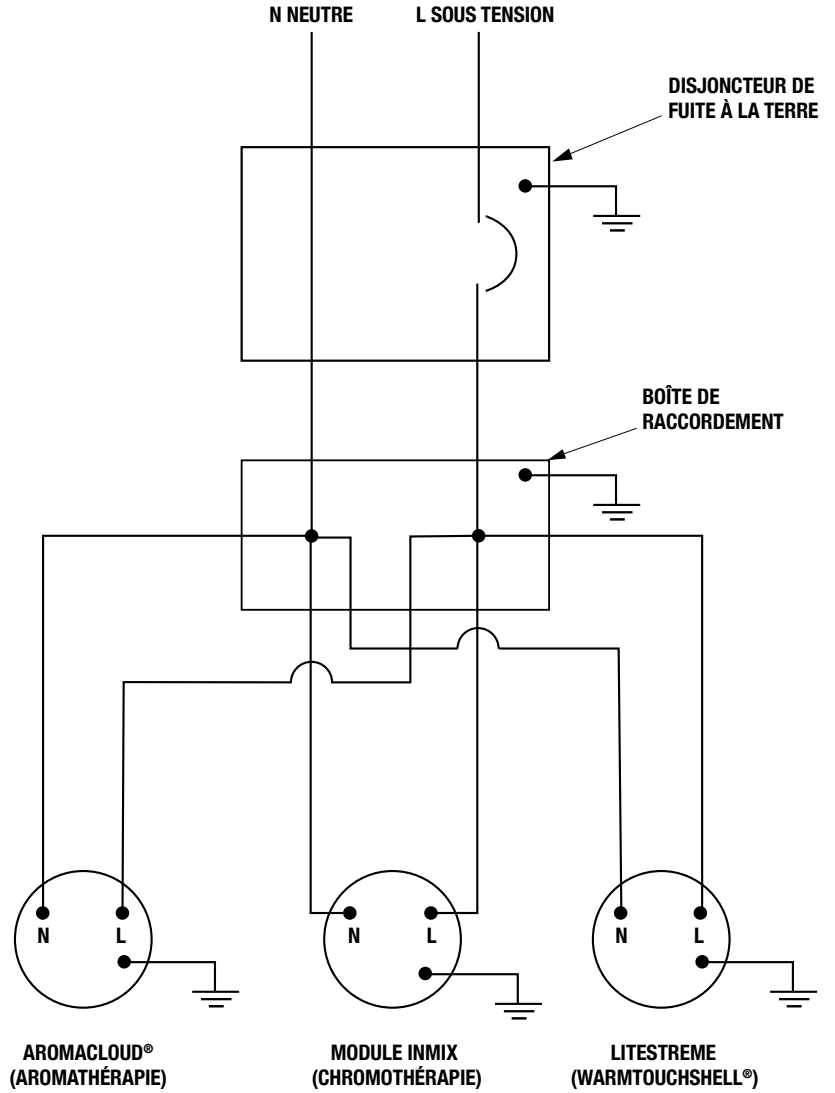 N NEUTRE
L SOUS TENSION
DISJONCTEUR DE
FUITE À LA TERRE
BOÎTE DE
RACCORDEMENT
N
L
N
L
N
L
AROMACLOUD®
(AROMATHÉRAPIE)
MODULE INMIX
(CHROMOTHÉRAPIE)
LITESTREME
(WARMTOUCHSHELL®)